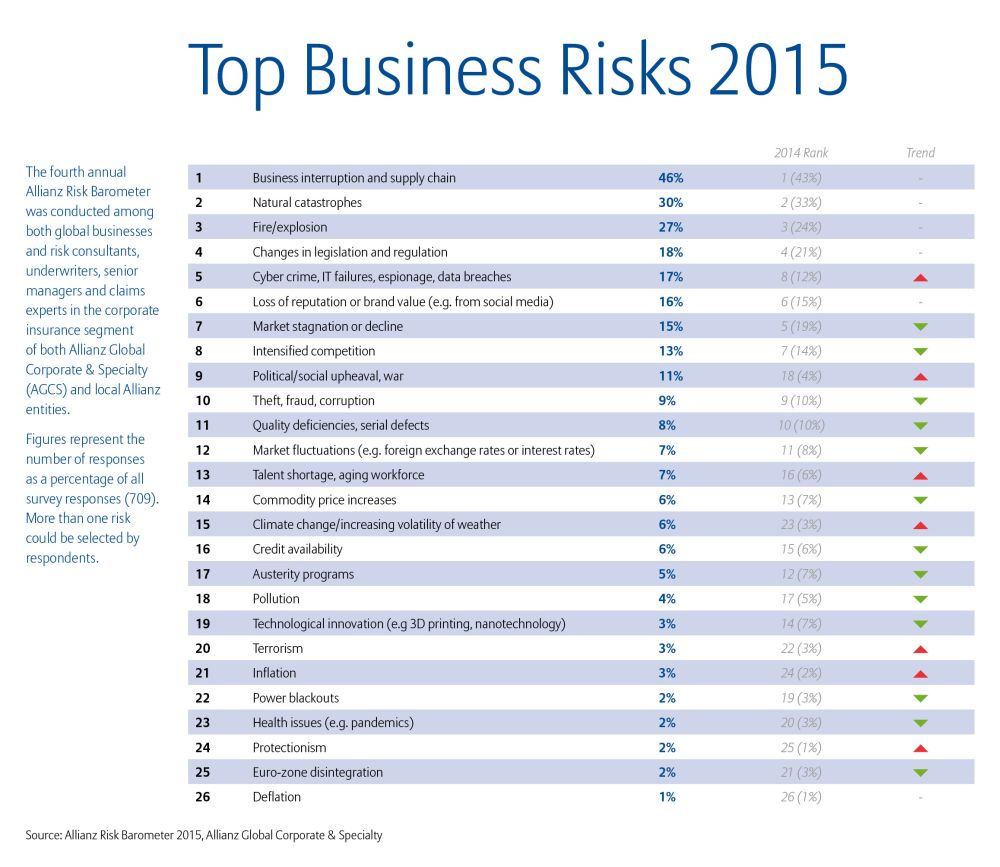 Top Business Risks 2015
The fourth annual
Allianz Risk Barometer
was conducted among
both global businesses
and risk consultants,
underwriters, senior
managers and claims
experts in the corporate
insurance segment
of both Allianz Global
Corporate & Specialty
(AGCS) and local Allianz
entities.
Figures represent the
number of responses
as a percentage of all
survey responses (709).
More than one risk
could be selected by
respondents.
2014 Rank Trend
1 Business interruption and supply chain 46% 1 (43%) -
2 Natural catastrophes 30% 2 (33%) -
3 Fire/explosion 27% 3 (24%) -
4 Changes in legislation and regulation 18% 4 (21%) -
5 Cyber crime, IT failures, espionage, data breaches 17% 8 (12%)
6 Loss of reputation or brand value (e.g. from social media) 16% 6 (15%) -
7 Market stagnation or decline 15% 5 (19%)
8 Intensified competition 13% 7 (14%)
9 Political/social upheaval, war 11% 18 (4%)
10 Theft, fraud, corruption 9% 9 (10%)
11 Quality deficiencies, serial defects 8% 10 (10%)
12 Market fluctuations (e.g. foreign exchange rates or interest rates) 7% 11 (8%)
13 Talent shortage, aging workforce 7% 16 (6%)
14 Commodity price increases 6% 13 (7%)
15 Climate change/increasing volatility of weather 6% 23 (3%)
16 Credit availability 6% 15 (6%)
17 Austerity programs 5% 12 (7%)
18 Pollution 4% 17 (5%)
19 Technological innovation (e.g 3D printing, nanotechnology) 3% 14 (7%)
20 Terrorism 3% 22 (3%)
21 Inflation 3% 24 (2%)
22 Power blackouts 2% 19 (3%)
23 Health issues (e.g. pandemics) 2% 20 (3%)
24 Protectionism 2% 25 (1%)
25 Euro-zone disintegration 2% 21 (3%)
26 Deflation 1% 26 (1%) -
Source: Allianz Risk Barometer 2015, Allianz Global Corporate & Specialty